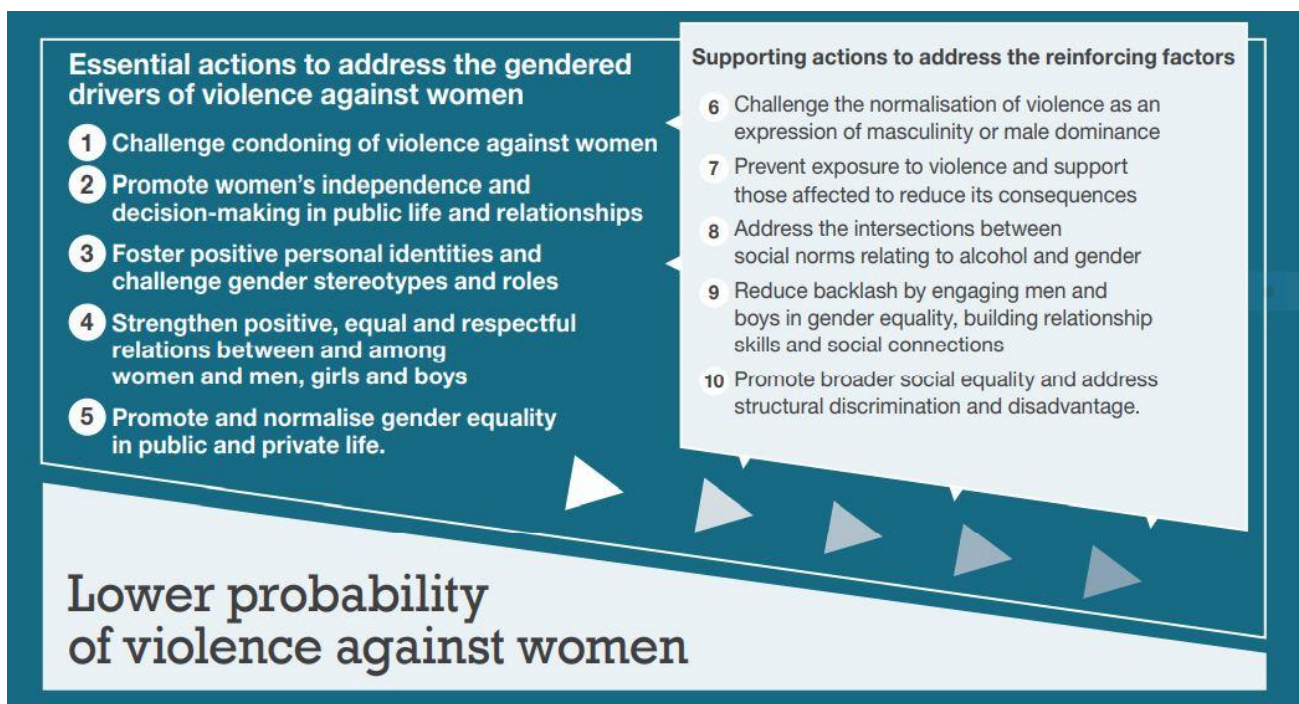 Essential actions to address the gendered
drivers of violence against women
1 Challenge condoning of violence against women
2 Promote women’s independence and
decision-making in public life and relationships
3 Foster positive personal identities and
challenge gender stereotypes and roles
4 Strengthen positive, equal and respectful
relations between and among
women and men, girls and boys
5 Promote and normalise gender equality
in public and private life.
Supporting actions to address the reinforcing factors
6 Challenge the normalisation of violence as an
expression of masculinity or male dominance
7 Prevent exposure to violence and support
those affected to reduce its consequences
8 Address the intersections between
social norms relating to alcohol and gender
9 Reduce backlash by engaging men and
boys in gender equality, building relationship
skills and social connections
10 Promote broader social equality and address
structural discrimination and disadvantage.
Lower probability
of violence against women